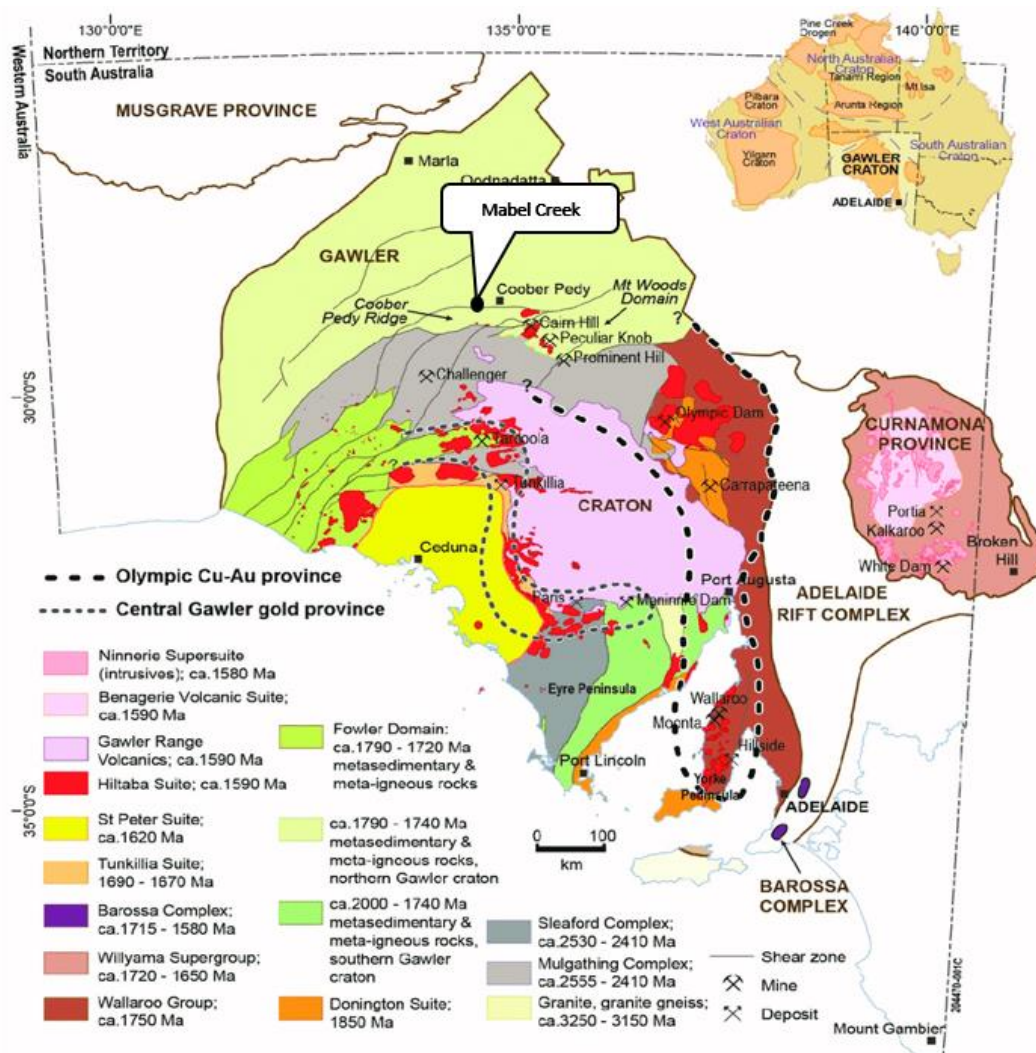 130°0'0"E
135°0'0"E
140°0'0"E
Northern Territory
South Australia
Western Australia
MUSGRAVE PROVINCE
Marla
Oodnadatta
Mabel Creek
GAWLER
Coober Pedy
Mt Woods
Domain
Coober
Pedy Ridge
?
Cairn Hill
Peculiar Knob
Prominent Hill
Challenger
?
30°0'0"S
Olympic Dam
CURNAMONA
PROVINCE
Tarcoola
?
Tunkillia
CRATON
Carrapateena
Portia
Kalkaroo
Broken
Hill
White Dam
Ceduna
Port Augusta
Paris
Menninnie Dam
ADELAIDE
RIFT COMPLEX
Eyre Peninsula
Wallaroo
Moonta
Hillside
Port Lincoln
Yorke
Peninsula
ADELAIDE
35°0'0"S
BAROSSA
COMPLEX
Mount Gambier
204470-001C
Pine Creek
Orogen
North Australian
Craton
Tanami Region
Mt Isa
Pilbara
Craton
Arunta Region
West Australian
Craton
Yilgarn
Craton
South Australian
Craton
GAWLER
CRATON
ADELAIDE
Olympic Cu-Au province
Central Gawler gold province
Ninnerie Supersuite
(intrusives); ca.1580 Ma
Benagerie Volcanic Suite;
ca.1590 Ma
Gawler Range
Volcanics; ca.1590 Ma
Hiltaba Suite; ca.1590 Ma
St Peter Suite;
ca.1620 Ma
Tunkillia Suite;
1690 - 1670 Ma
Barossa Complex;
ca.1715 - 1580 Ma
Willyama Supergroup;
ca.1720 - 1650 Ma
Wallaroo Group;
ca.1750 Ma
Fowler Domain:
ca.1790 - 1720 Ma
metasedimentary &
meta-igneous rocks
ca.1790 - 1740 Ma
metasedimentary &
meta-igneous rocks,
northern Gawler craton
ca.2000 - 1740 Ma
metasedimentary &
meta-igneous rocks,
southern Gawler
craton
Donington Suite;
1850 Ma
Sleaford Complex;
ca.2530 - 2410 Ma
Mulgathing Complex;
ca.2555 - 2410 Ma
Granite, granite gneiss;
ca.3250 - 3150 Ma
0 100
km
Shear zone
Mine
Deposit